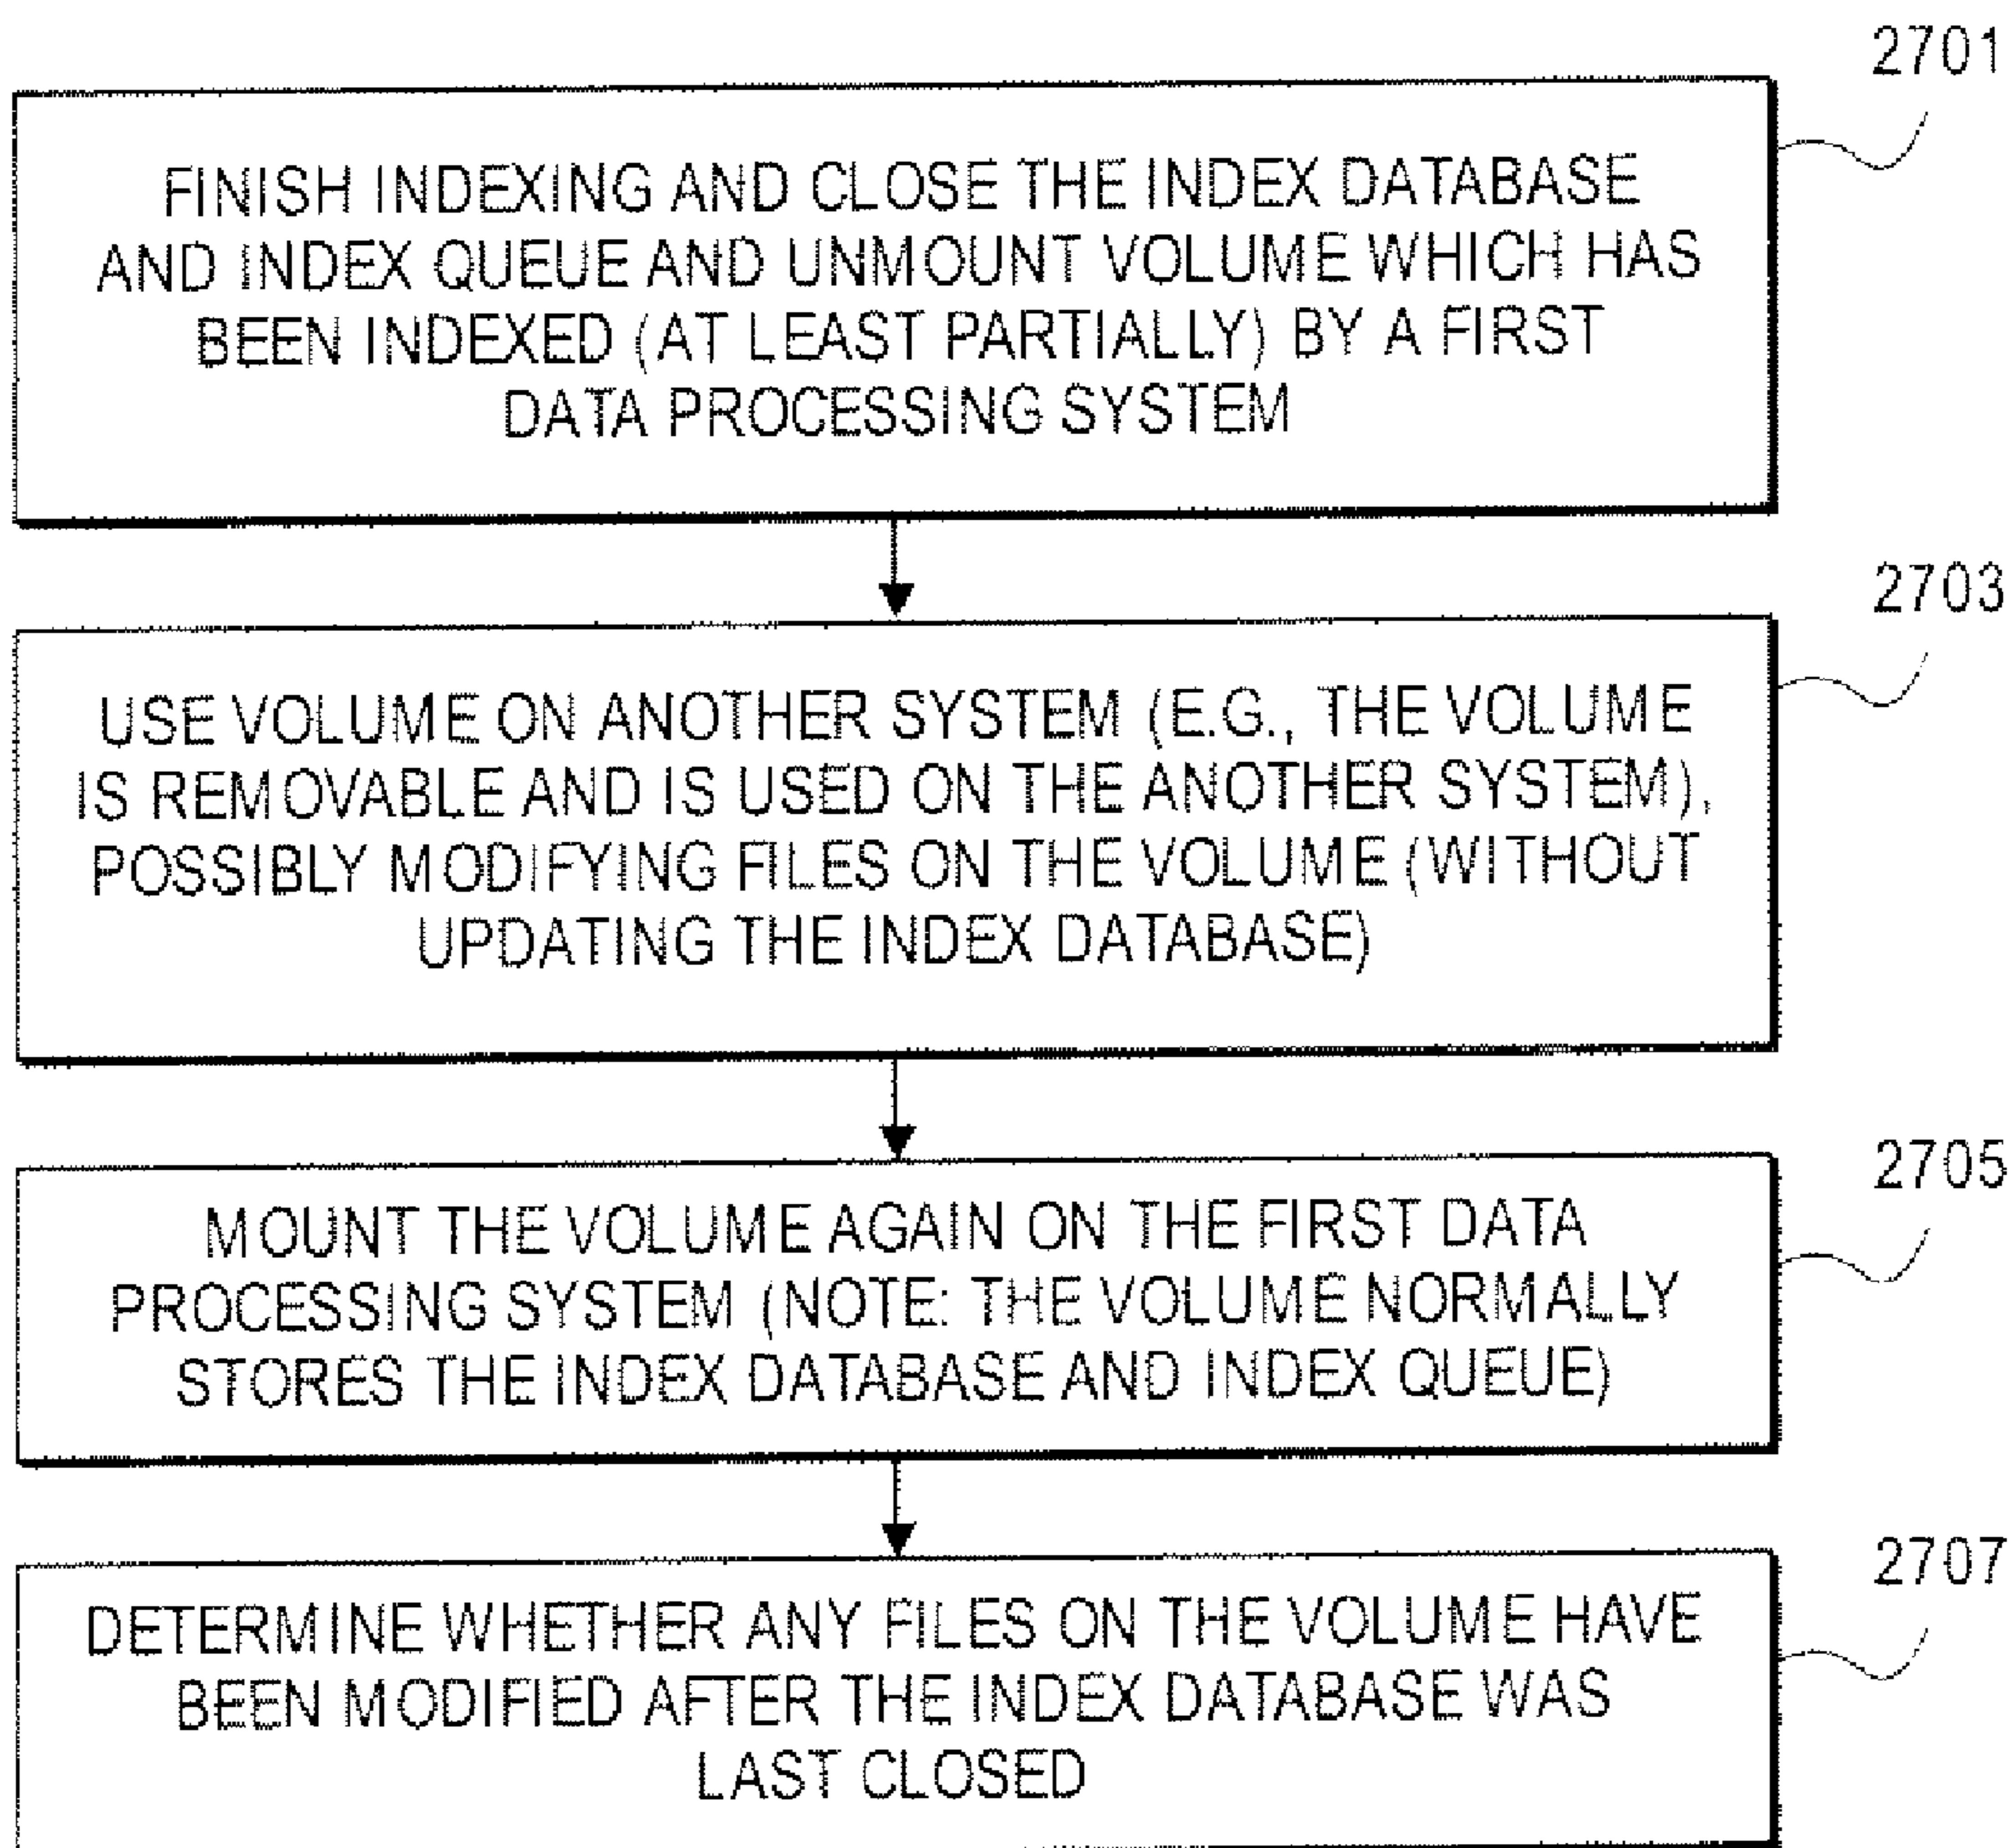 2701
FINISH INDEXING AND CLOSE THE INDEX DATABASE
AND INDEX QUEUE AND UNMOUNT VOLUME WHICH HAS
BEEN INDEXED (AT LEAST PARTIALLY) BY A FIRST
DATA PROCESSING SYSTEM
2703
USE VOLUME ON ANOTHER SYSTEM (E.G., THE VOLUME
IS REMOVABLE AND IS USED ON THE ANOTHER SYSTEM),
POSSIBLY MODIFYING FILES ON THE VOLUME (WITHOUT
UPDATING THE INDEX DATABASE)
2705
MOUNT THE VOLUME AGAIN ON THE FIRST DATA
PROCESSING SYSTEM (NOTE: THE VOLUME NORMALLY
STORES THE INDEX DATABASE AND INDEX QUEUE)
2707
DETERMINE WHETHER ANY FILES ON THE VOLUME HAVE
BEEN MODIFIED AFTER THE INDEX DATABASE WAS
LAST CLOSED